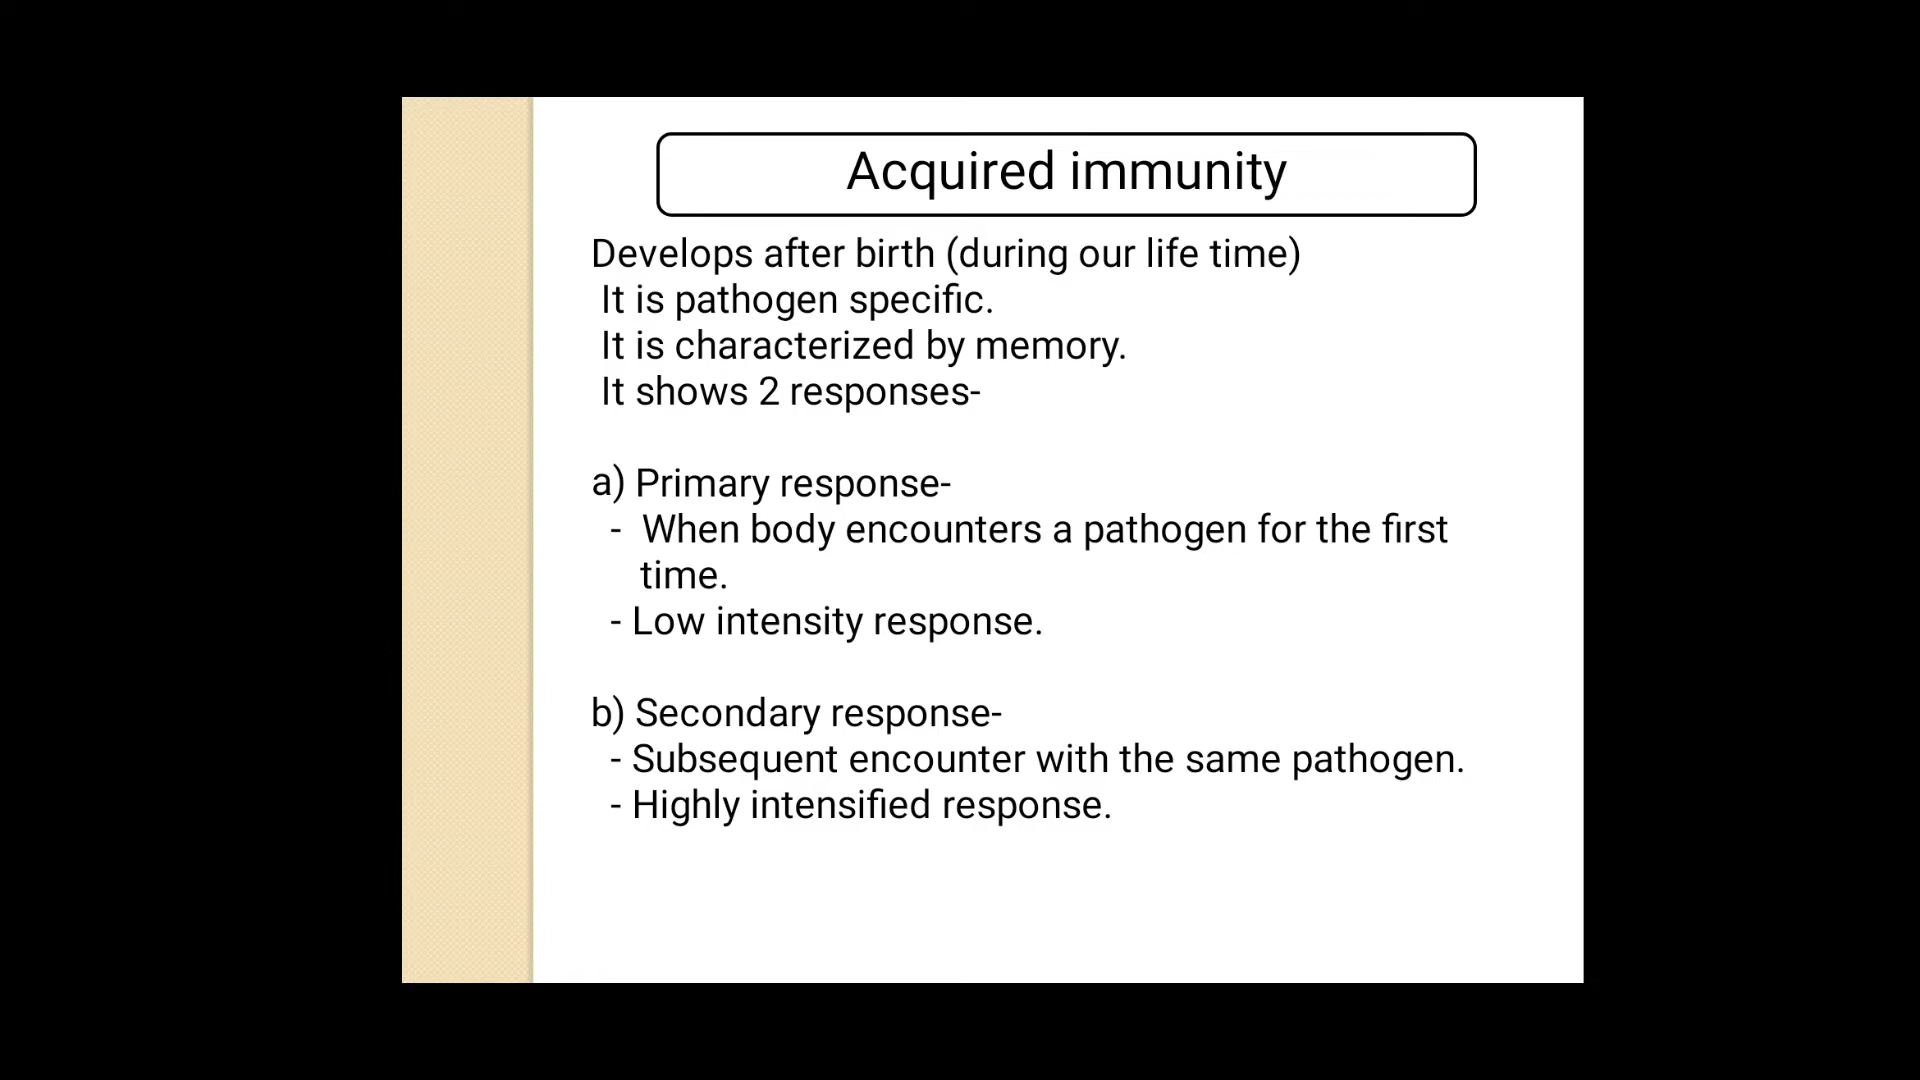 Acquired immunity
Develops after birth (during our life time)
It is pathogen specific.
It is characterized by memory.
It shows 2 responses-
a) Primary response-
- When body encounters a pathogen for the first
time.
- Low intensity response.
b) Secondary response-
- Subsequent encounter with the same pathogen.
- Highly intensified response.